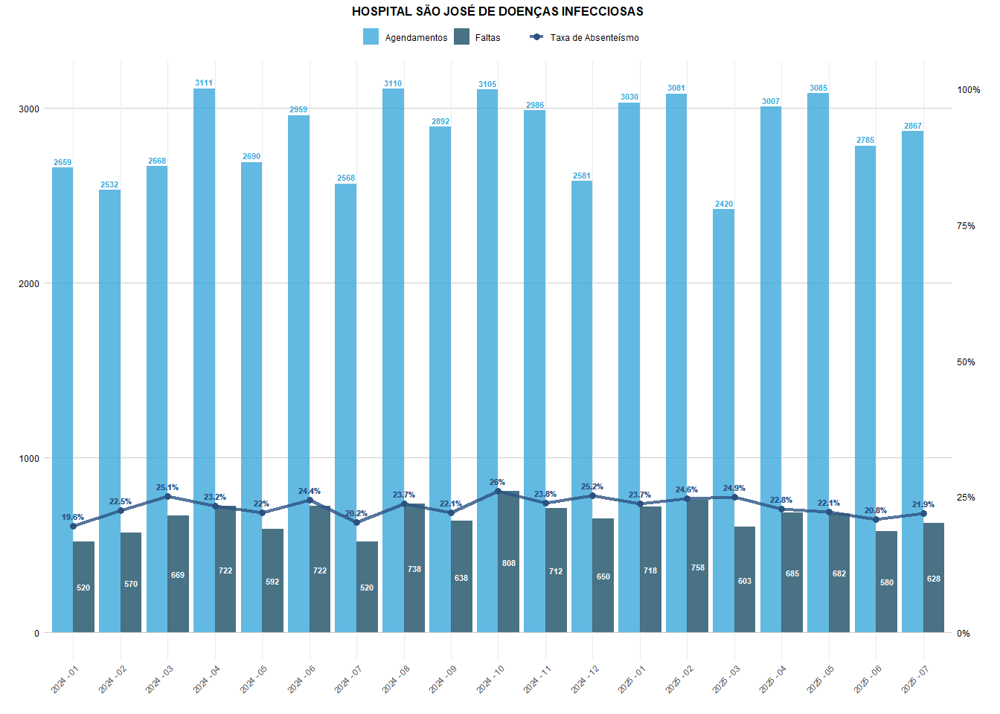 HOSPITAL SÃO JOSÉ DE DOENÇAS INFECCIOSAS
Agendamentos Faltas Taxa de Absenteísmo
3111 3110 3105 3081 3085
3030 3007
2986
2959
2892 2867
2785
2659 2668 2690
2532 2568 2581
2420
3000
2000
1000
0
100%
75%
50%
25%
0%
19.6% 22.5% 25.1% 23.2% 22% 24.4% 20.2% 23.7% 22.1% 26% 23.8% 25.2% 23.7% 24.6% 24.9% 22.8% 22.1% 20.8% 21.9%
520 570 669 722 592 722 520 738 638 808 712 650 718 758 603 685 682 580 628
2024 - 01 2024 - 02 2024 - 03 2024 - 04 2024 - 05 2024 - 06 2024 - 07 2024 - 08 2024 - 09 2024 - 10 2024 - 11 2024 - 12 2025 - 01 2025 - 02 2025 - 03 2025 - 04 2025 - 05 2025 - 06 2025 - 07